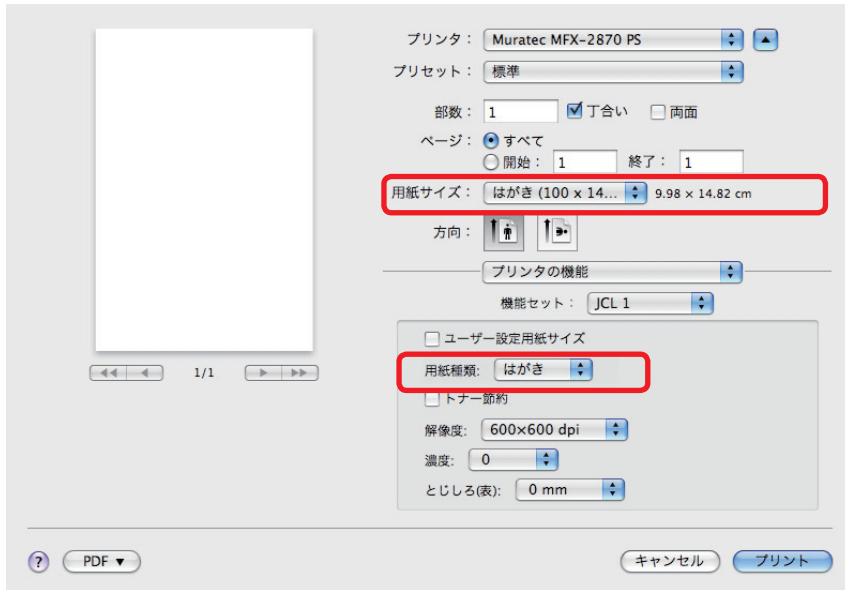 プリンタ： Muratec MFX-2870 PS
プリセット： 標準
部数： 1 丁合い 両面
ページ： すべて
開始： 1 終了： 1
用紙サイズ： はがき (100 x 14... 9.98 × 14.82 cm
方向：
プリンタの機能
機能セット： JCL 1
ユーザー設定用紙サイズ
1/1
用紙種類: はがき
トナー節約
解像度: 600×600 dpi
濃度: 0
とじしろ(表): 0 mm
? PDF ▼ キャンセル プリント